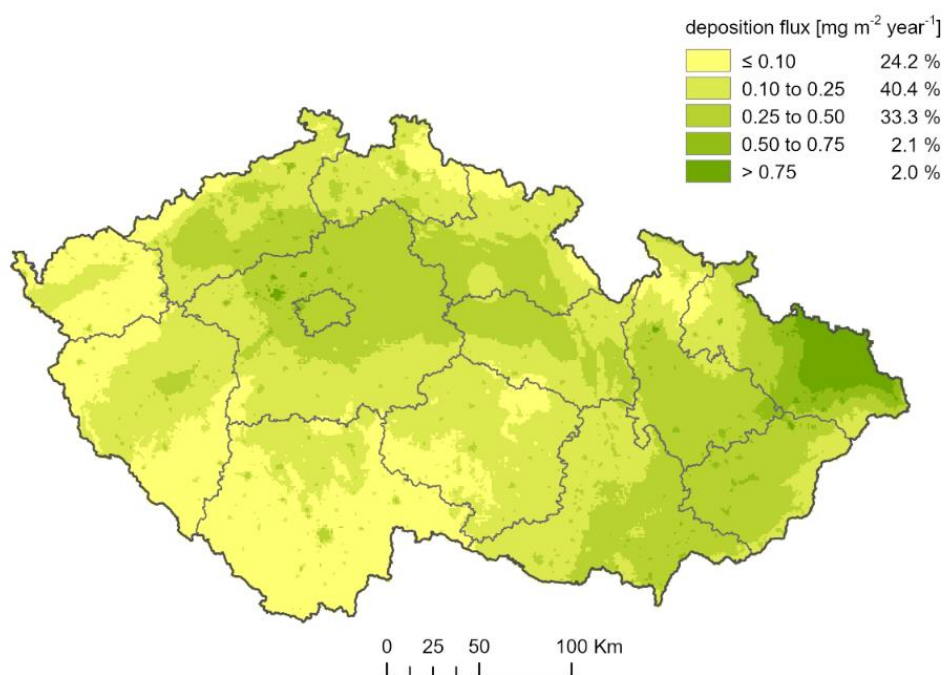 deposition flux [mg m⁻² year⁻¹]
≤ 0.10 24.2 %
0.10 to 0.25 40.4 %
0.25 to 0.50 33.3 %
0.50 to 0.75 2.1 %
> 0.75 2.0 %
0 25 50 100 Km